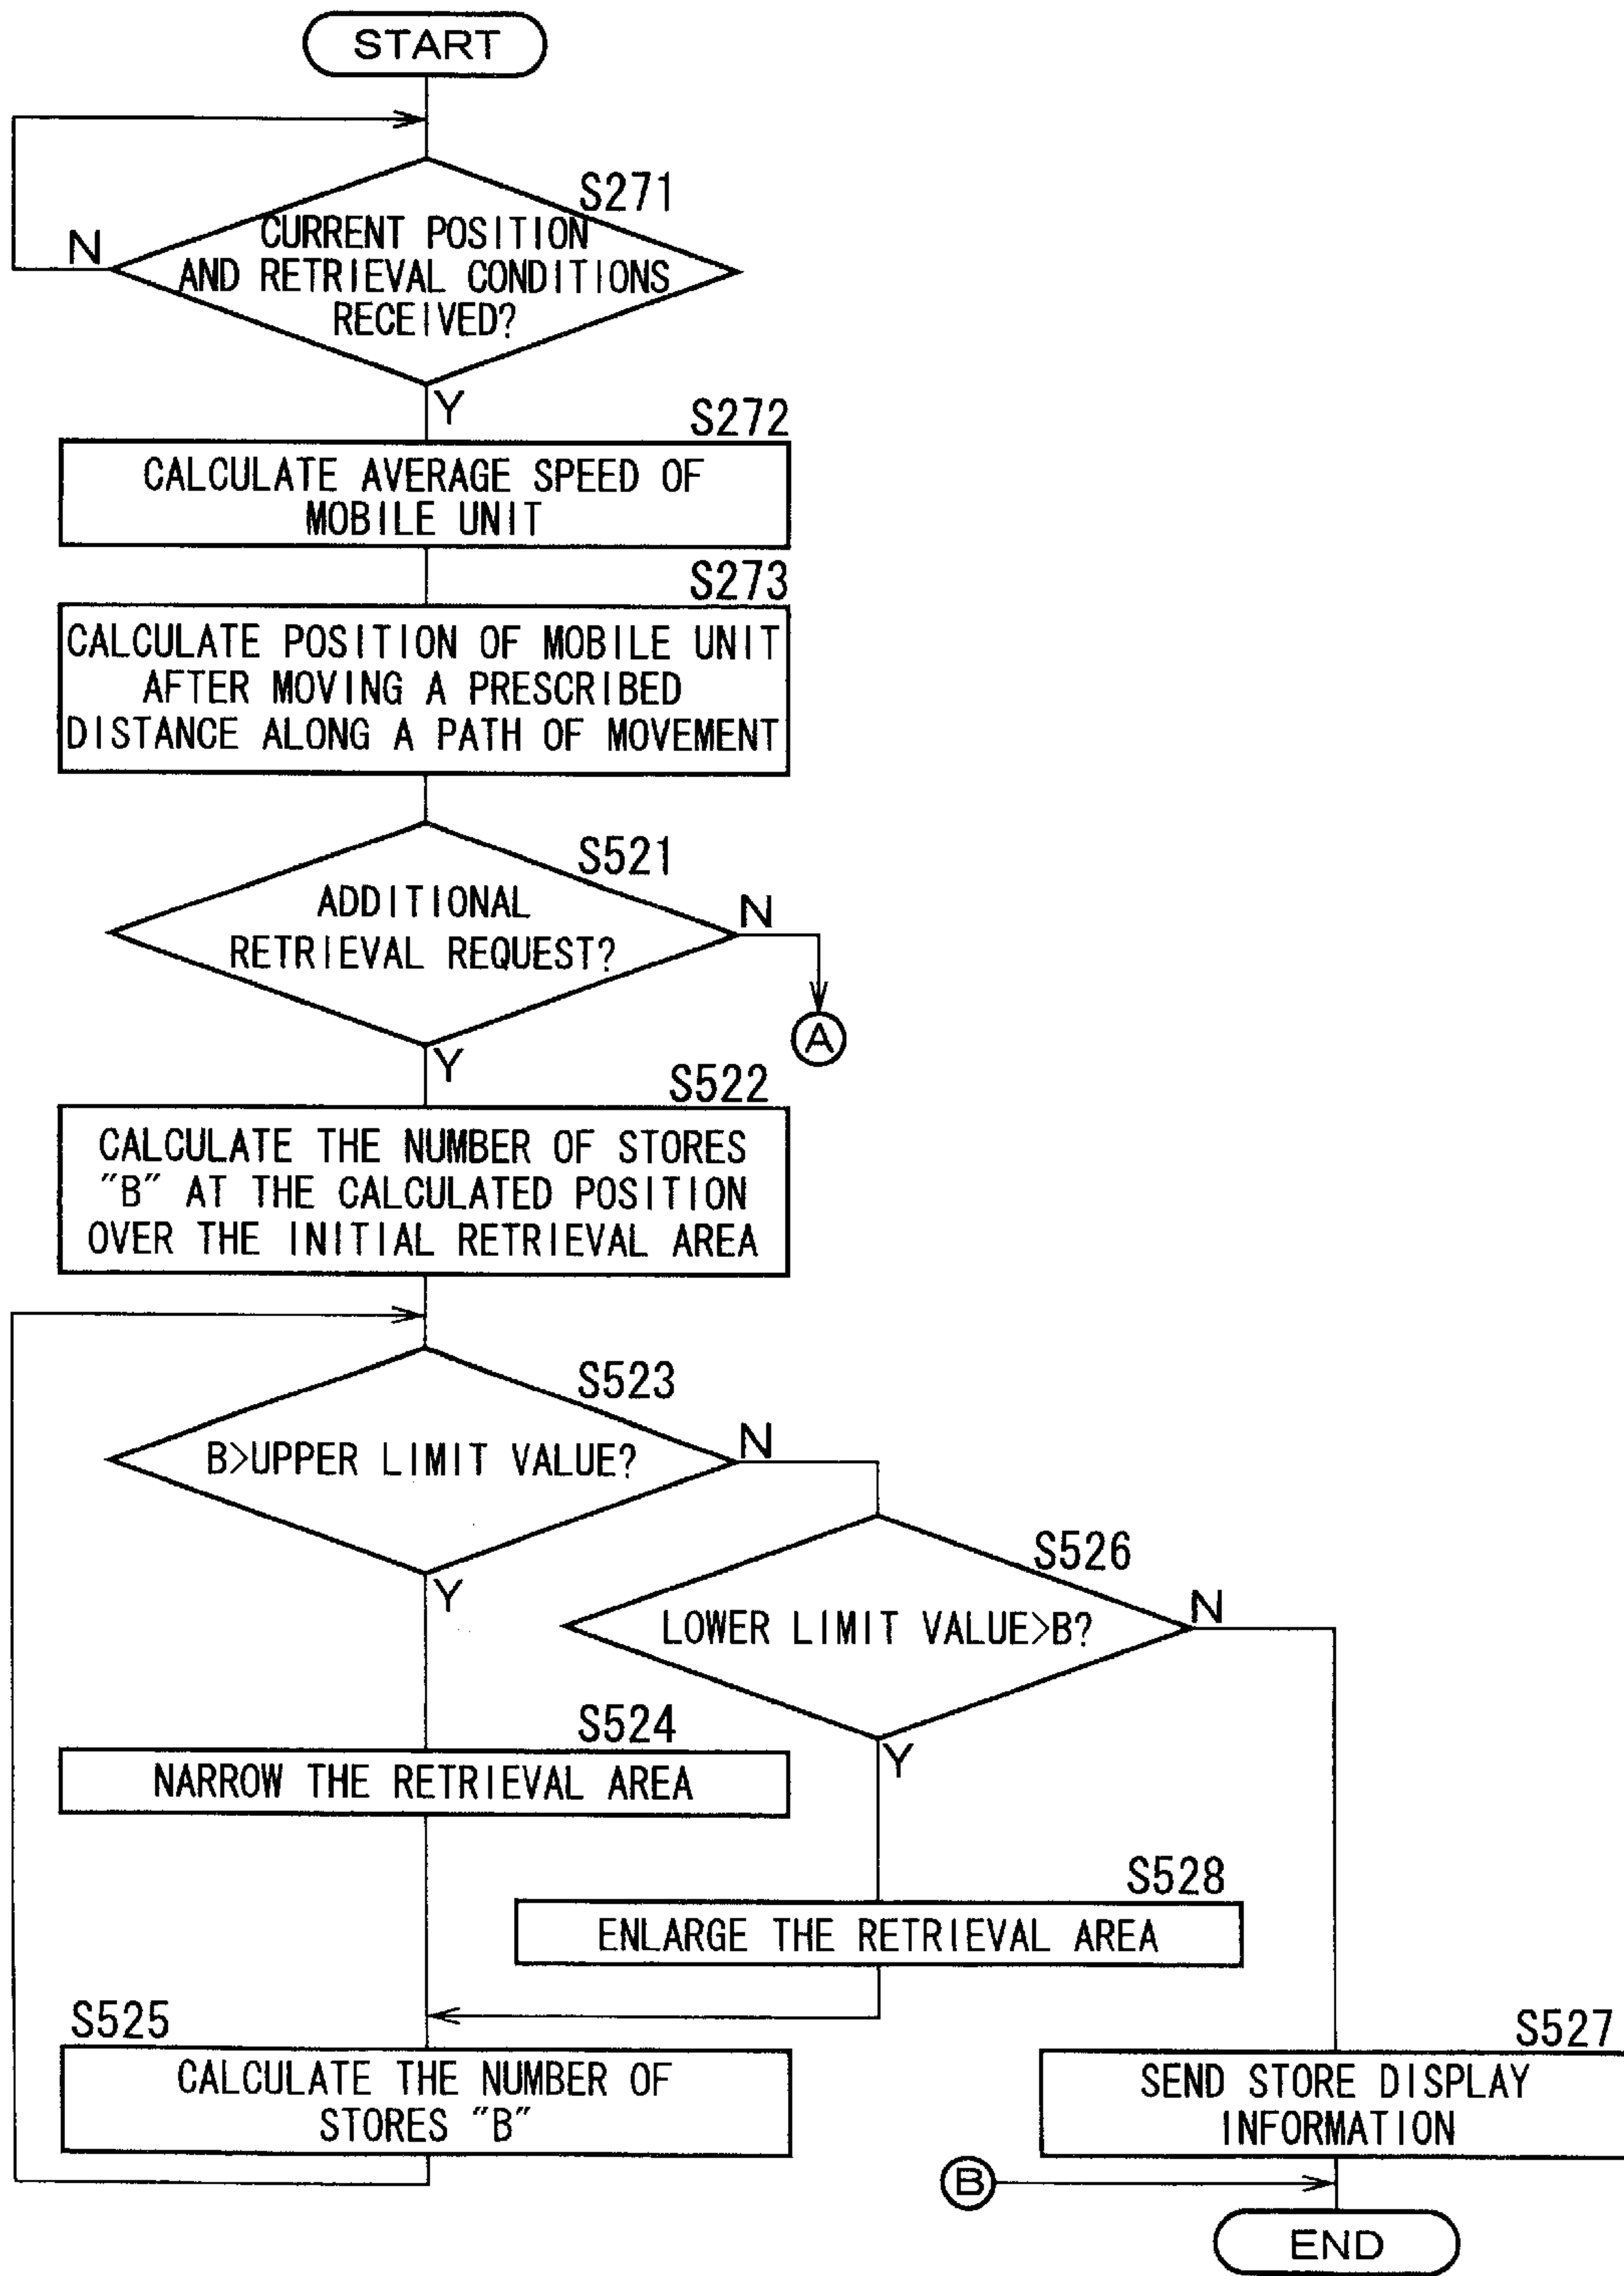 START
S271
CURRENT POSITION
N
AND RETRIEVAL CONDITIONS
RECEIVED?
Y
S272
CALCULATE AVERAGE SPEED OF
MOBILE UNIT
S273
CALCULATE POSITION OF MOBILE UNIT
AFTER MOVING A PRESCRIBED
DISTANCE ALONG A PATH OF MOVEMENT
S521
ADDITIONAL
N
RETRIEVAL REQUEST?
A
Y
S522
CALCULATE THE NUMBER OF STORES
"B" AT THE CALCULATED POSITION
OVER THE INITIAL RETRIEVAL AREA
S523
N
B>UPPER LIMIT VALUE?
Y
S526
N
LOWER LIMIT VALUE>B?
Y
S524
NARROW THE RETRIEVAL AREA
S528
ENLARGE THE RETRIEVAL AREA
S525
CALCULATE THE NUMBER OF
STORES "B"
S527
SEND STORE DISPLAY
INFORMATION
B
END